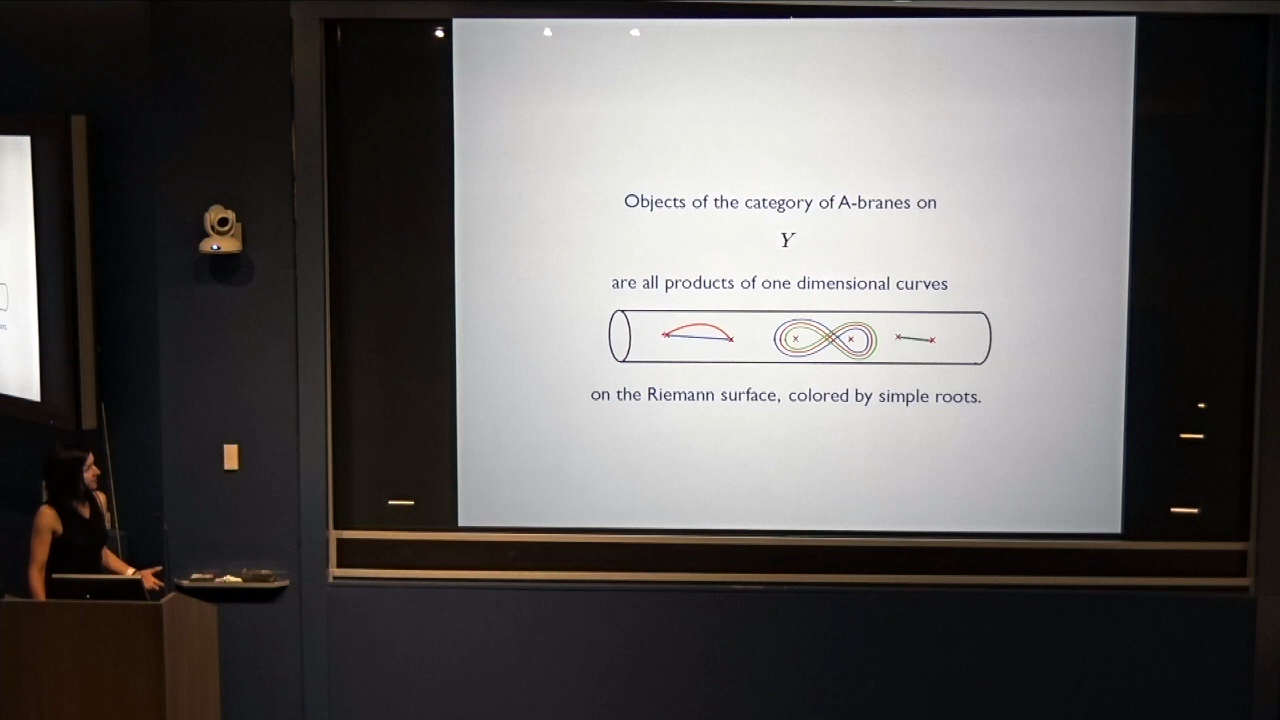 Objects of the category of A-branes on
Y
are all products of one dimensional curves
on the Riemann surface, colored by simple roots.